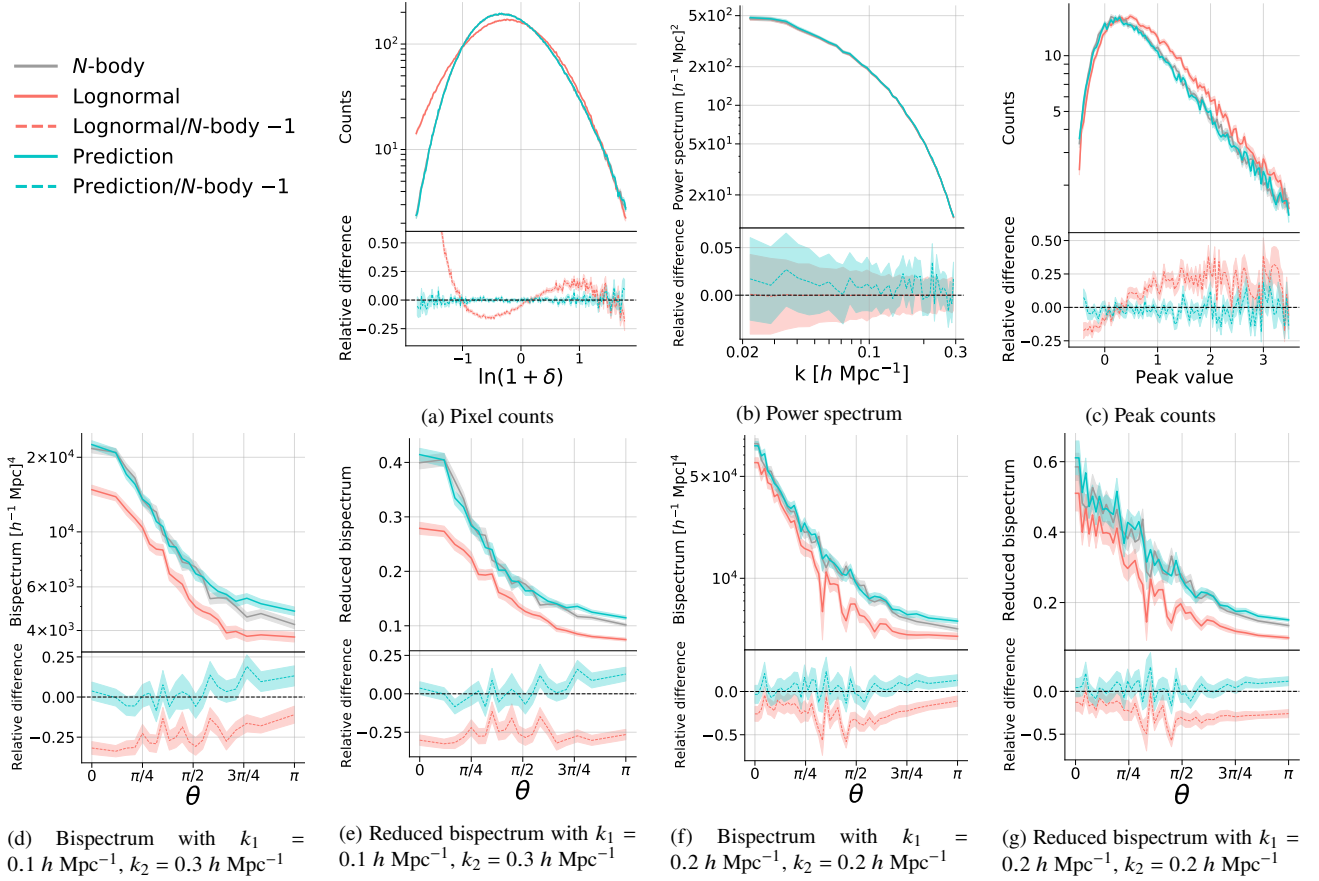 N-body
Lognormal
Lognormal/N-body −1
Prediction
Prediction/N-body −1
Counts
10²
10¹
Relative difference
0.50
0.25
0.00
−0.25
−1
0
1
ln(1 + δ)
(a) Pixel counts
Power spectrum [h⁻¹ Mpc]²
5×10²
2×10²
10²
5×10¹
2×10¹
Relative difference
0.05
0.00
0.02
0.1
0.3
k [h Mpc⁻¹]
(b) Power spectrum
Counts
10
5
Relative difference
0.50
0.25
0.00
−0.25
0
1
2
3
Peak value
(c) Peak counts
Bispectrum [h⁻¹ Mpc]⁴
2×10⁴
10⁴
6×10³
4×10³
Relative difference
0.25
0.00
−0.25
0
π/4
π/2
3π/4
π
θ
(d) Bispectrum with k₁ =
0.1 h Mpc⁻¹, k₂ = 0.3 h Mpc⁻¹
Reduced bispectrum
0.4
0.3
0.2
0.1
Relative difference
0.25
0.00
−0.25
0
π/4
π/2
3π/4
π
θ
(e) Reduced bispectrum with k₁ =
0.1 h Mpc⁻¹, k₂ = 0.3 h Mpc⁻¹
Bispectrum [h⁻¹ Mpc]⁴
5×10⁴
10⁴
Relative difference
0.0
−0.5
0
π/4
π/2
3π/4
π
θ
(f) Bispectrum with k₁ =
0.2 h Mpc⁻¹, k₂ = 0.2 h Mpc⁻¹
Reduced bispectrum
0.6
0.4
0.2
Relative difference
0.0
−0.5
0
π/4
π/2
3π/4
π
θ
(g) Reduced bispectrum with k₁ =
0.2 h Mpc⁻¹, k₂ = 0.2 h Mpc⁻¹